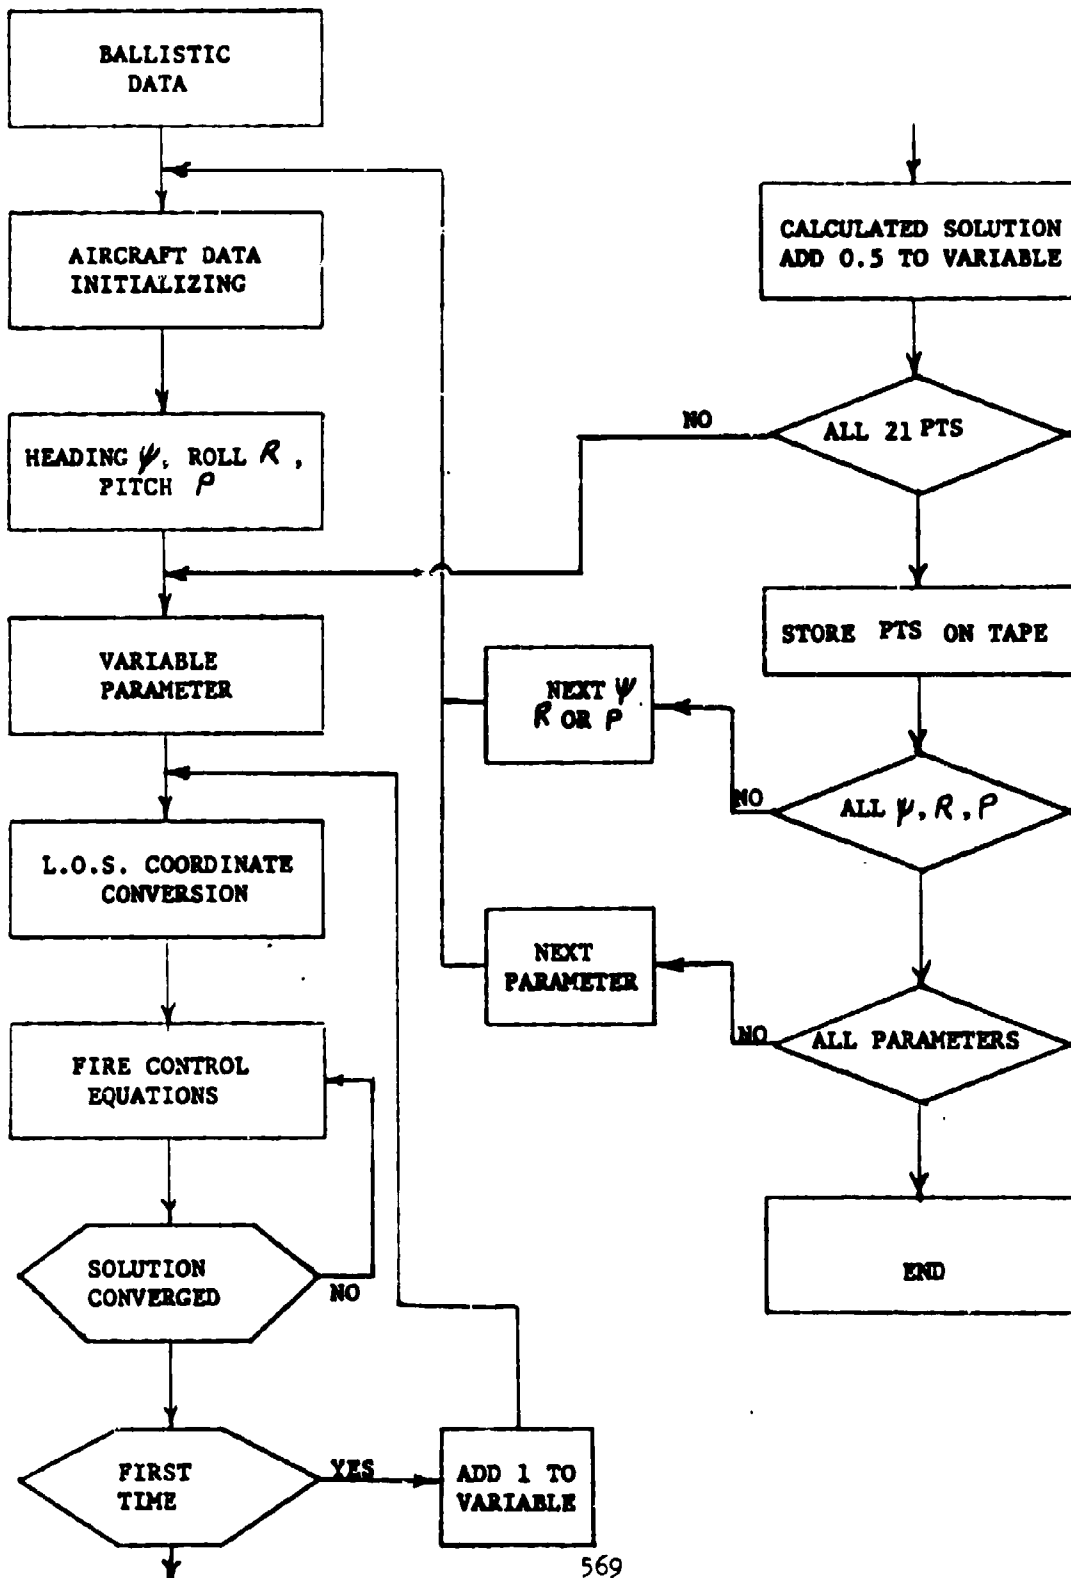 BALLISTIC
DATA
AIRCRAFT DATA
INITIALIZING
HEADING ψ, ROLL R,
PITCH P
VARIABLE
PARAMETER
L.O.S. COORDINATE
CONVERSION
FIRE CONTROL
EQUATIONS
SOLUTION
CONVERGED
NO
FIRST
TIME
YES
ADD 1 TO
VARIABLE
CALCULATED SOLUTION
ADD 0.5 TO VARIABLE
ALL 21 PTS
NO
STORE PTS ON TAPE
ALL ψ, R, P
NO
NEXT ψ
R OR P
ALL PARAMETERS
NO
NEXT
PARAMETER
END
569